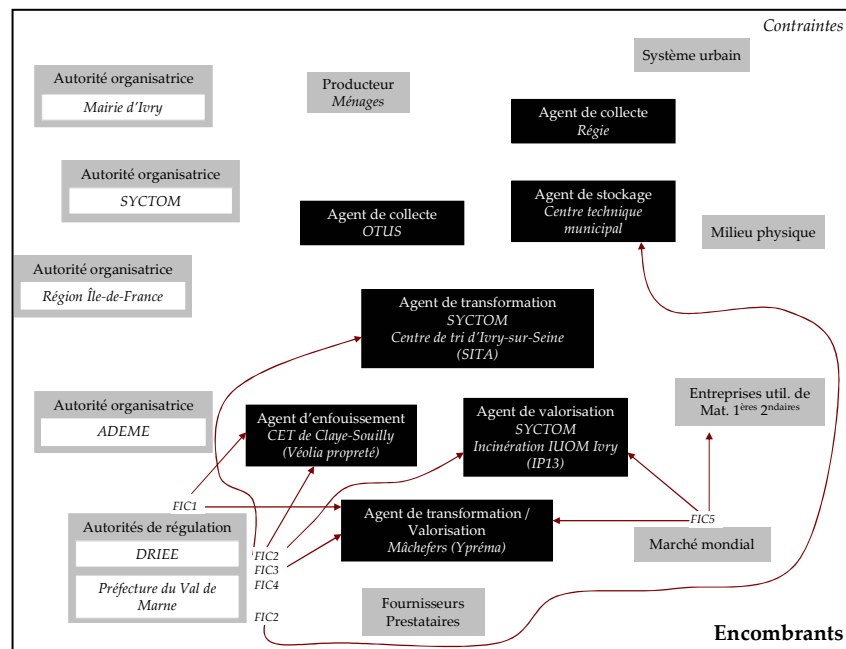 Contraintes
Système urbain
Autorité organisatrice
Mairie d'Ivry
Producteur
Ménages
Agent de collecte
Régie
Autorité organisatrice
SYCTOM
Agent de collecte
OTUS
Agent de stockage
Centre technique
municipal
Milieu physique
Autorité organisatrice
Région Île-de-France
Agent de transformation
SYCTOM
Centre de tri d'Ivry-sur-Seine
(SITA)
Autorité organisatrice
ADEME
Agent d'enfouissement
CET de Claye-Souilly
(Véolia propreté)
Agent de valorisation
SYCTOM
Incinération IUOM Ivry
(IP13)
Entreprises util. de
Mat. 1ères 2ndaires
FIC1
Autorités de régulation
DRIEE
Préfecture du Val de
Marne
FIC2
FIC3
FIC4
FIC2
Agent de transformation /
Valorisation
Mâchefers (Ypréma)
FIC5
Marché mondial
Fournisseurs
Prestataires
Encombrants